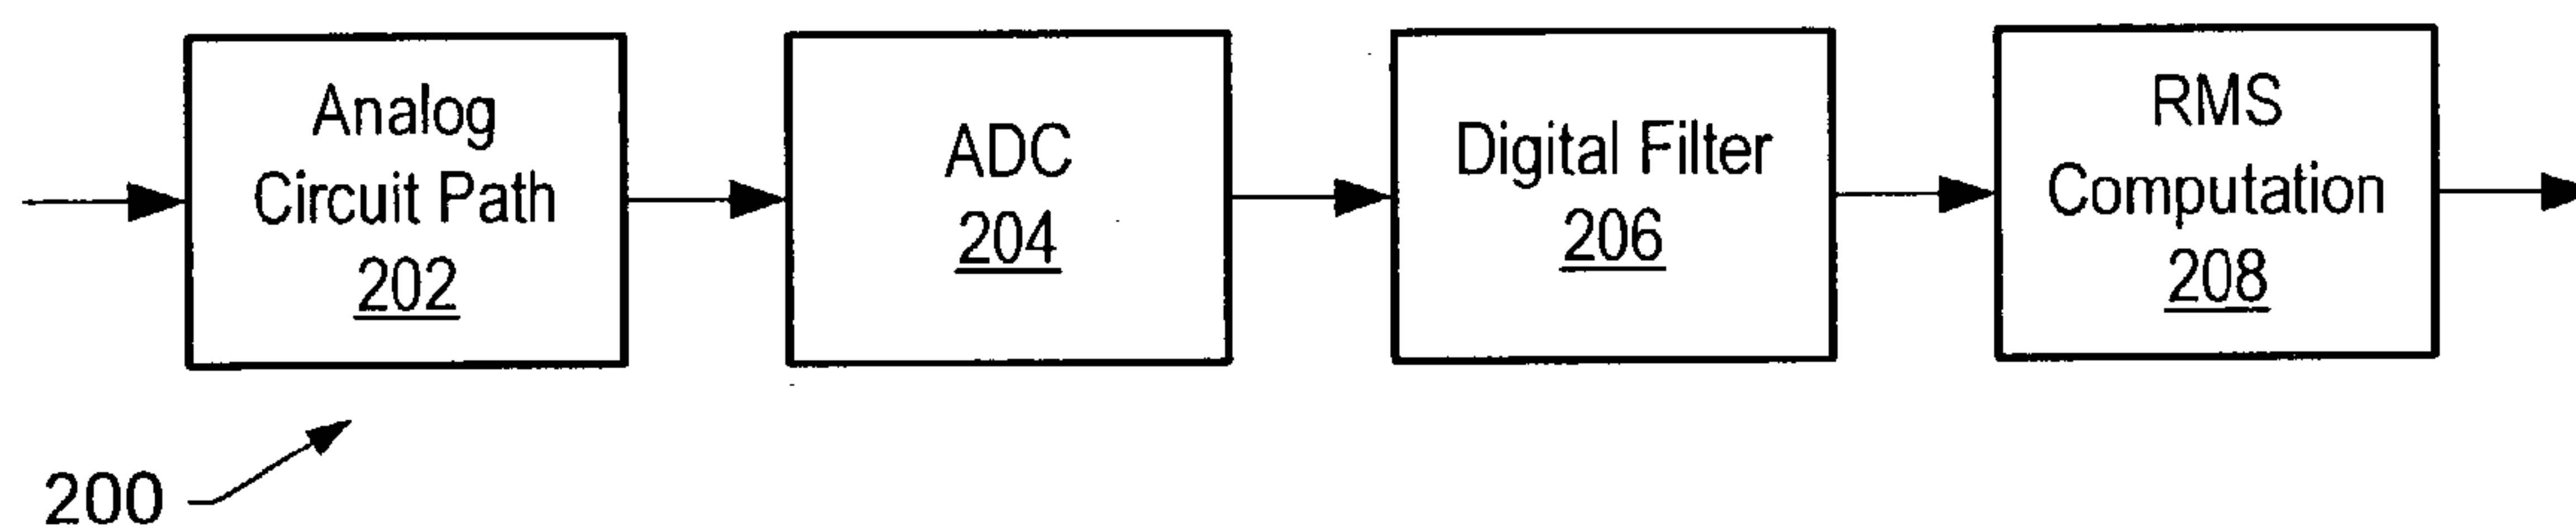 Analog
Circuit Path
202
ADC
204
Digital Filter
206
RMS
Computation
208
200